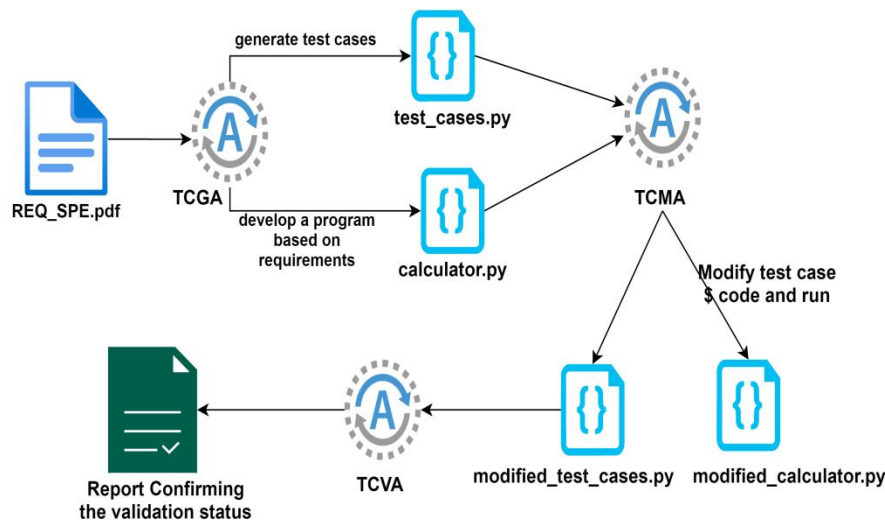 generate test cases
test_cases.py
REQ_SPE.pdf
A
TCGA
develop a program
based on
requirements
{}
calculator.py
{}
A
TCMA
Modify test case
$ code and run
{}
modified_test_cases.py
{}
modified_calculator.py
A
TCVA
Report Confirming
the validation status